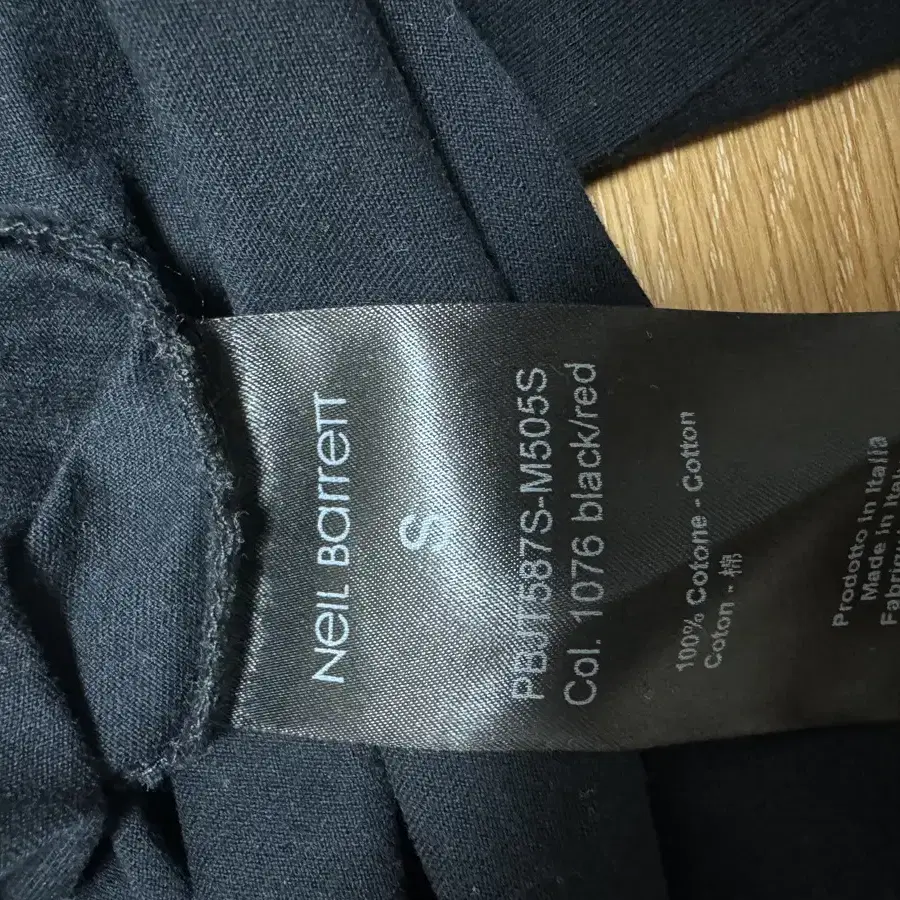 NEIL BARRETT
S
PBJT587S-M505S
Col. 1076 black/red
100% Cotone - Cotton
Coton - 棉
Prodotto in Italia
Made in Italy